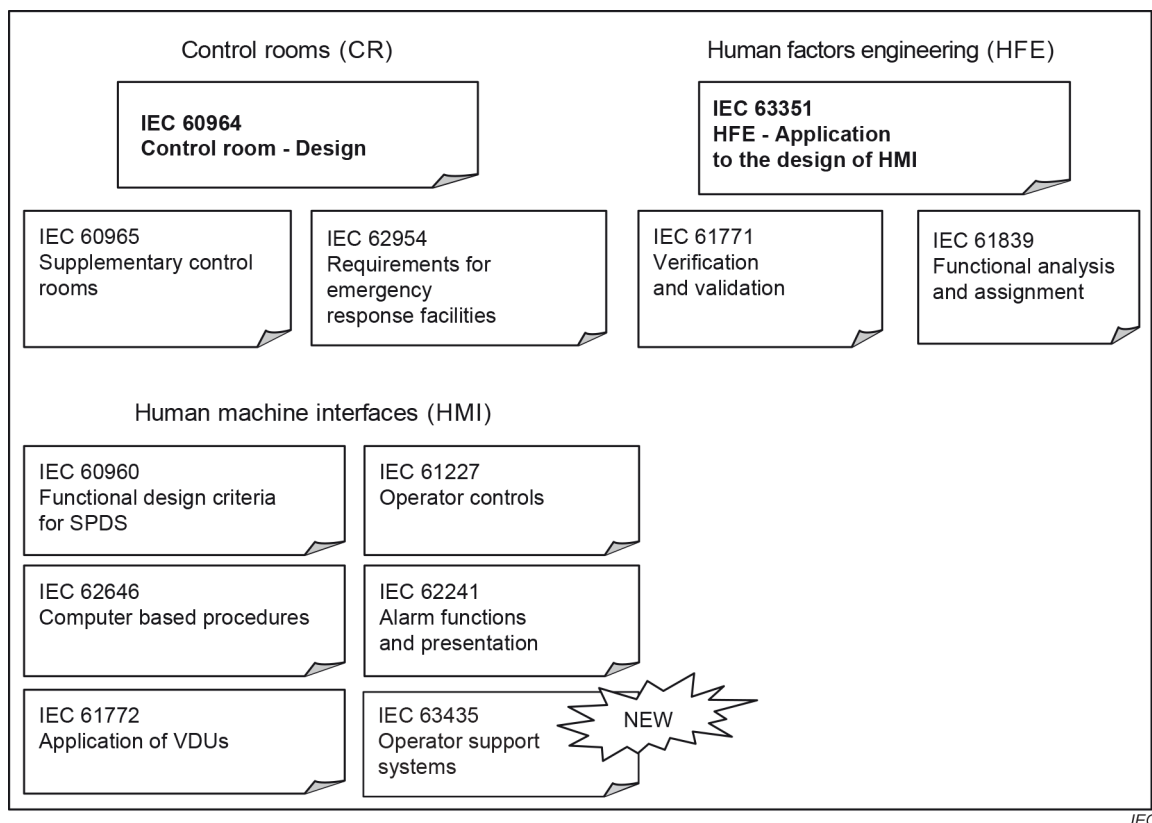 Control rooms (CR)
IEC 60964
Control room - Design
IEC 60965
Supplementary control
rooms
IEC 62954
Requirements for
emergency
response facilities
Human factors engineering (HFE)
IEC 63351
HFE - Application
to the design of HMI
IEC 61771
Verification
and validation
IEC 61839
Functional analysis
and assignment
Human machine interfaces (HMI)
IEC 60960
Functional design criteria
for SPDS
IEC 61227
Operator controls
IEC 62646
Computer based procedures
IEC 62241
Alarm functions
and presentation
IEC 61772
Application of VDUs
IEC 63435
Operator support
systems
NEW
IEC